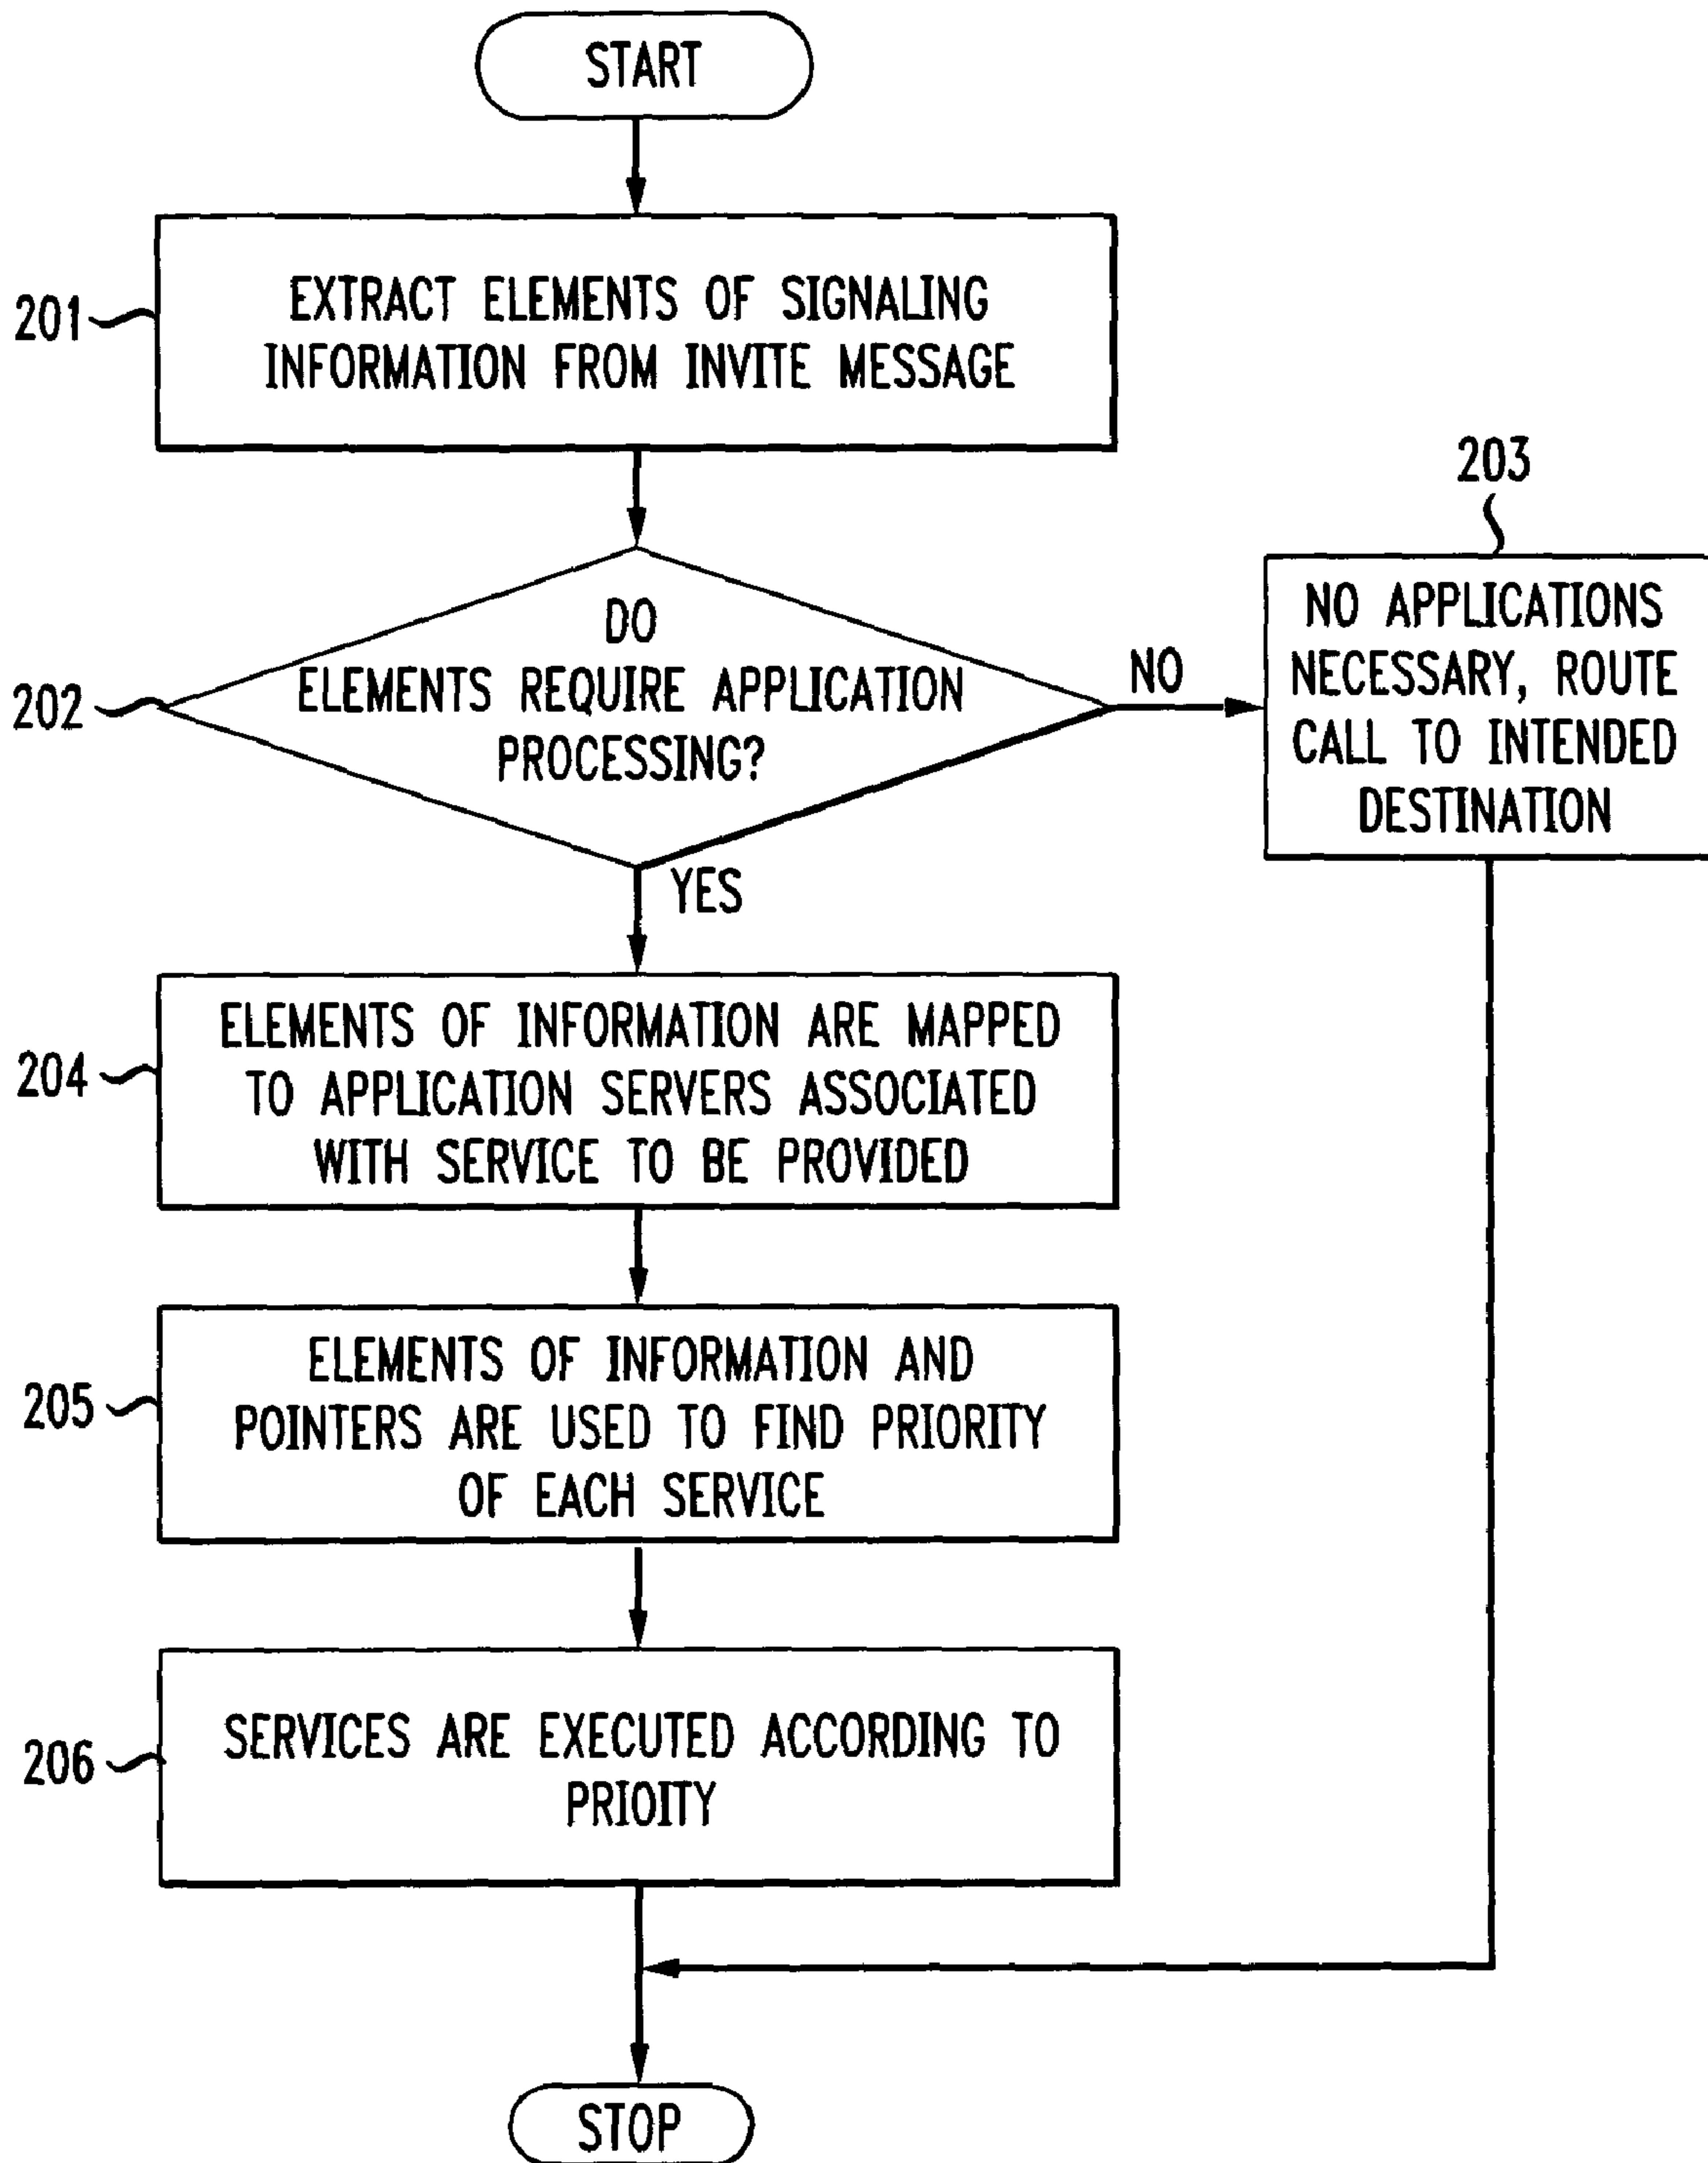 START
201
EXTRACT ELEMENTS OF SIGNALING
INFORMATION FROM INVITE MESSAGE
202
DO
ELEMENTS REQUIRE APPLICATION
PROCESSING?
NO
203
NO APPLICATIONS
NECESSARY, ROUTE
CALL TO INTENDED
DESTINATION
YES
204
ELEMENTS OF INFORMATION ARE MAPPED
TO APPLICATION SERVERS ASSOCIATED
WITH SERVICE TO BE PROVIDED
205
ELEMENTS OF INFORMATION AND
POINTERS ARE USED TO FIND PRIORITY
OF EACH SERVICE
206
SERVICES ARE EXECUTED ACCORDING TO
PRIOITY
STOP